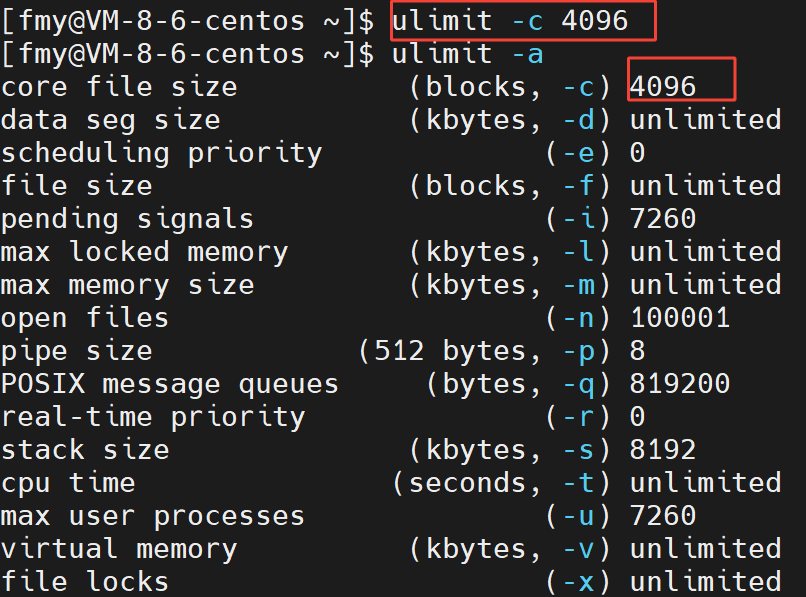 [fmy@VM-8-6-centos ~]$ ulimit -c 4096
[fmy@VM-8-6-centos ~]$ ulimit -a
core file size          (blocks, -c) 4096
data seg size           (kbytes, -d) unlimited
scheduling priority             (-e) 0
file size               (blocks, -f) unlimited
pending signals                 (-i) 7260
max locked memory       (kbytes, -l) unlimited
max memory size         (kbytes, -m) unlimited
open files                      (-n) 100001
pipe size            (512 bytes, -p) 8
POSIX message queues     (bytes, -q) 819200
real-time priority              (-r) 0
stack size              (kbytes, -s) 8192
cpu time               (seconds, -t) unlimited
max user processes              (-u) 7260
virtual memory          (kbytes, -v) unlimited
file locks                      (-x) unlimited